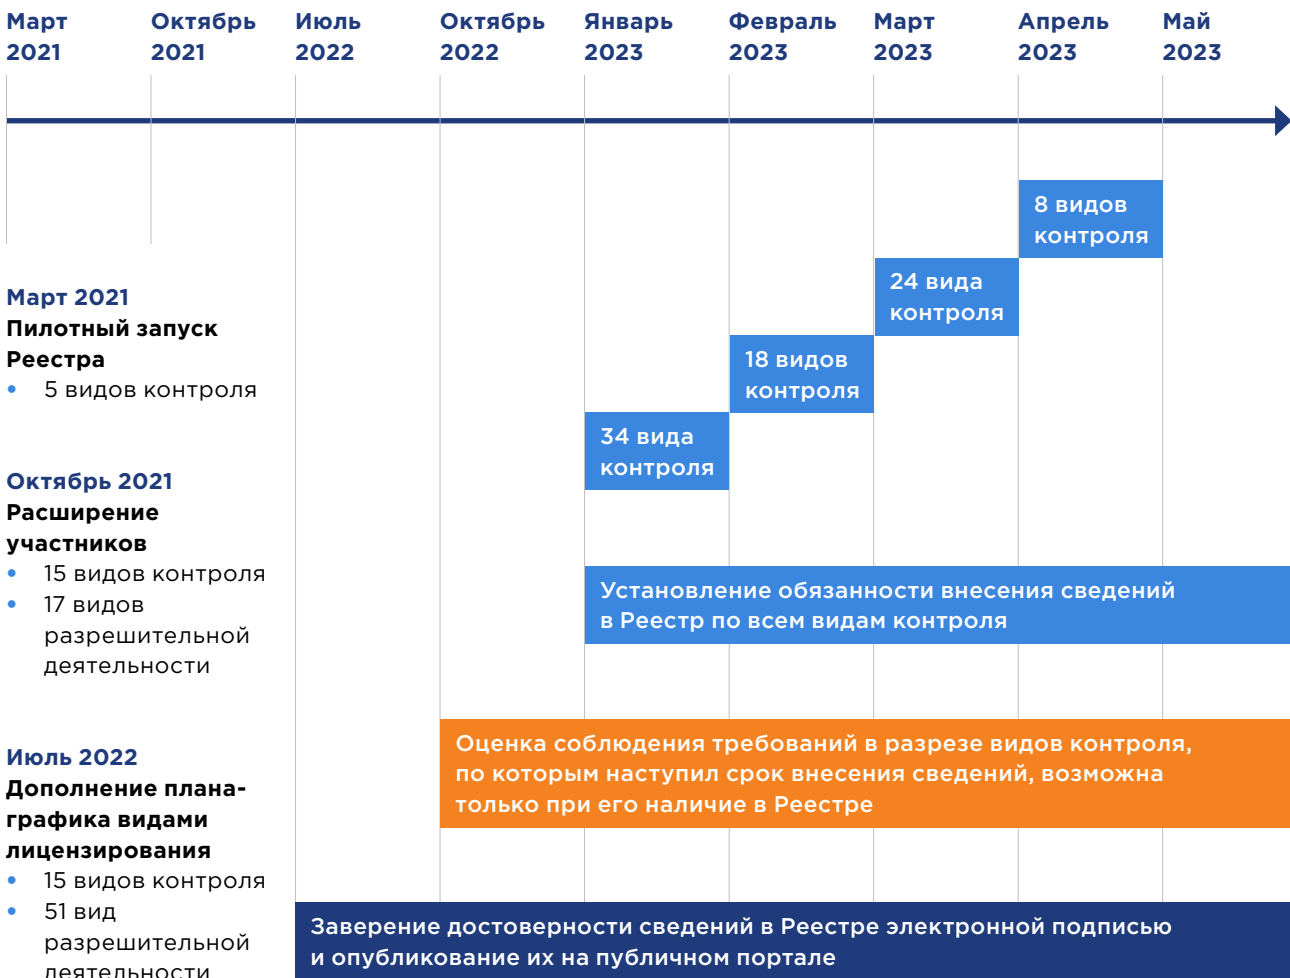 Март
2021
Октябрь
2021
Июль
2022
Октябрь
2022
Январь
2023
Февраль
2023
Март
2023
Апрель
2023
Май
2023
8 видов
контроля
24 вида
контроля
18 видов
контроля
34 вида
контроля
Март 2021
Пилотный запуск
Реестра
• 5 видов контроля
Октябрь 2021
Расширение
участников
• 15 видов контроля
• 17 видов
разрешительной
деятельности
Июль 2022
Дополнение плана-
графика видами
лицензирования
• 15 видов контроля
• 51 вид
разрешительной
деятельности
Установление обязанности внесения сведений
в Реестр по всем видам контроля
Оценка соблюдения требований в разрезе видов контроля,
по которым наступил срок внесения сведений, возможна
только при его наличие в Реестре
Заверение достоверности сведений в Реестре электронной подписью
и опубликование их на публичном портале